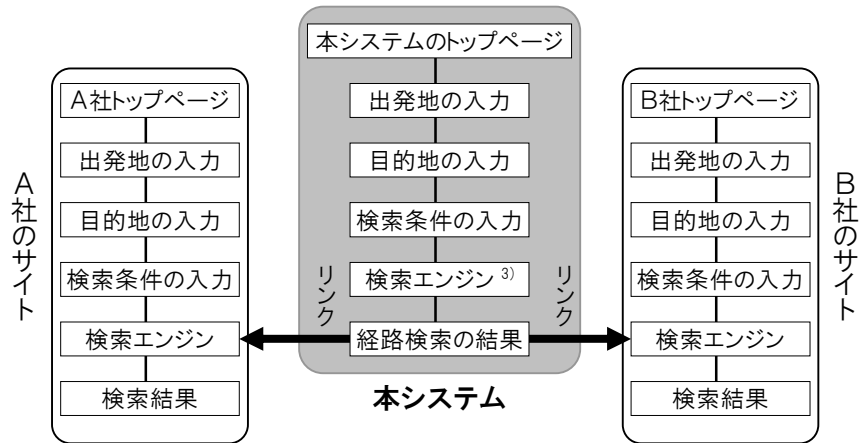 A社のサイト
A社トップページ
出発地の入力
目的地の入力
検索条件の入力
検索エンジン
検索結果
本システムのトップページ
出発地の入力
目的地の入力
検索条件の入力
検索エンジン 3)
経路検索の結果
リンク
リンク
本システム
B社トップページ
出発地の入力
目的地の入力
検索条件の入力
検索エンジン
検索結果
B社のサイト